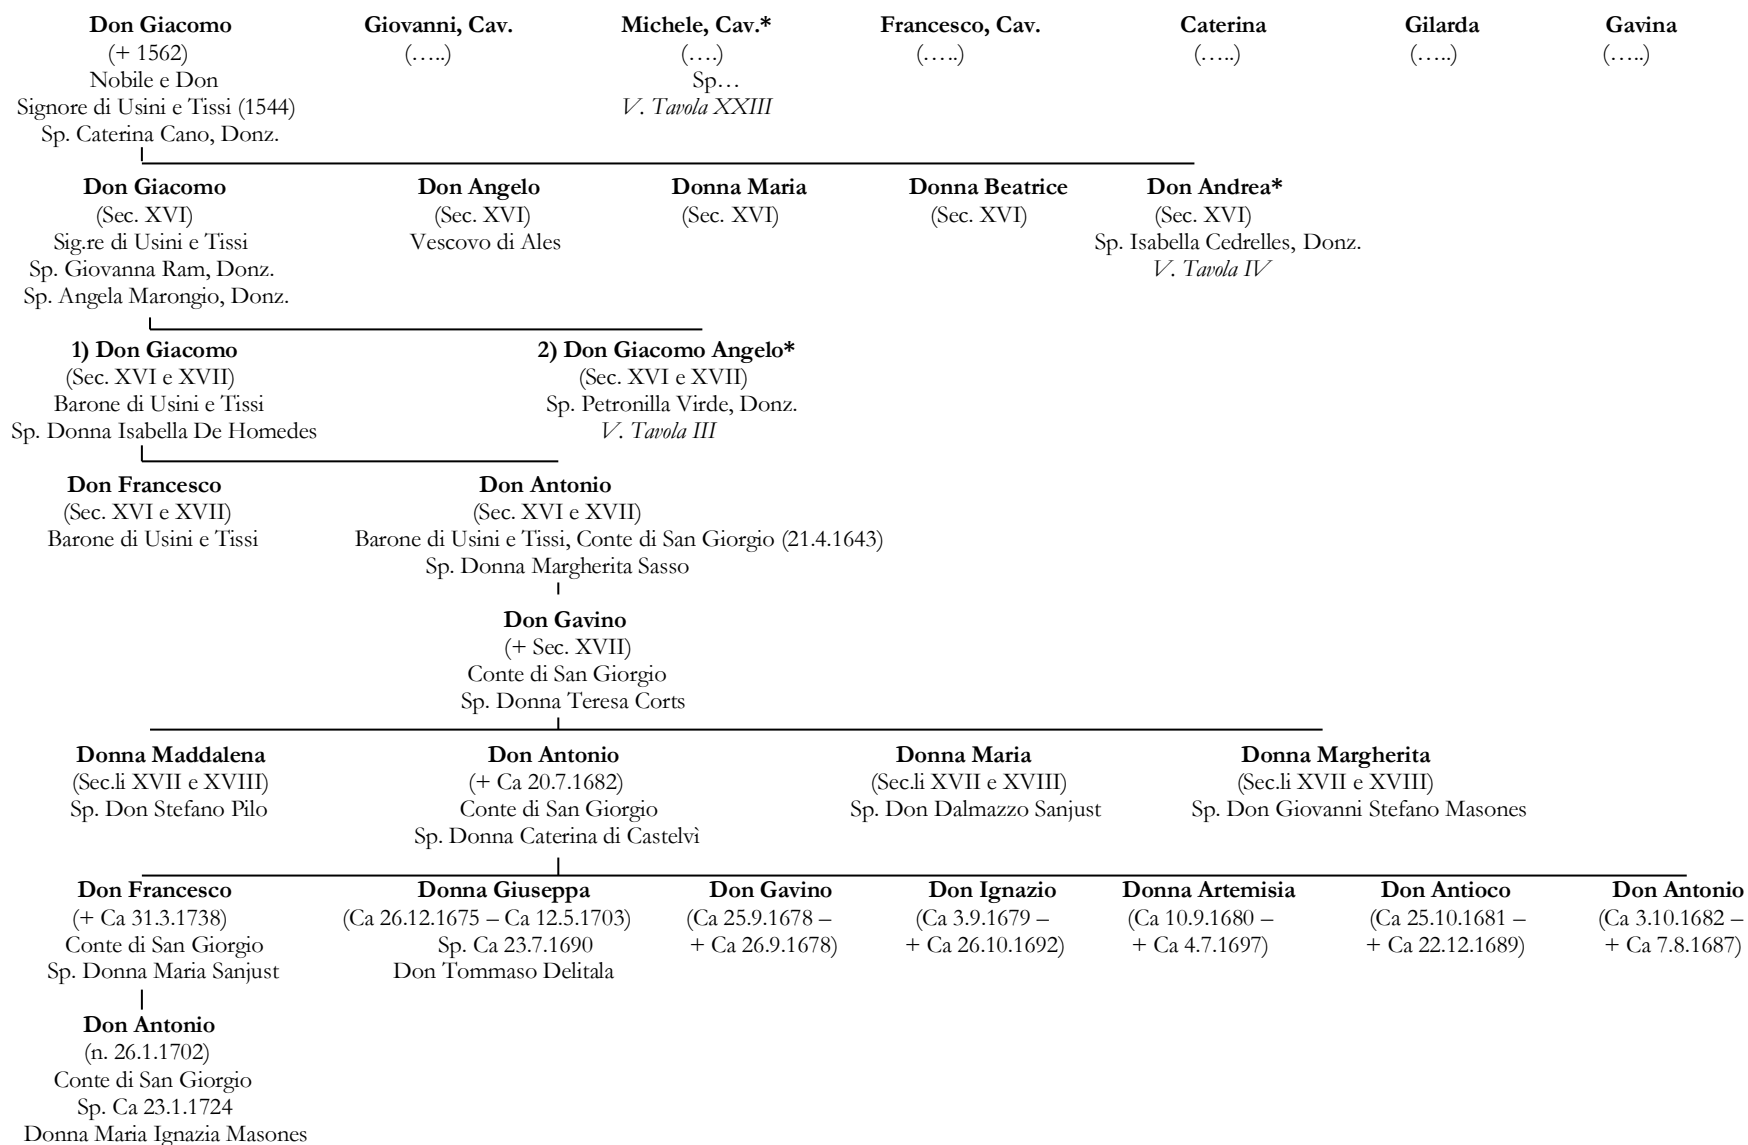 Don Giacomo Giovanni, Cav. Michele, Cav.* Francesco, Cav. Caterina Gilarda Gavina
(+ 1562) (…..) (….) (…..) (…..) (…..) (…..)
Nobile e Don Sp…
Signore di Usini e Tissi (1544) V. Tavola XXIII
Sp. Caterina Cano, Donz.
Don Giacomo Don Angelo Donna Maria Donna Beatrice Don Andrea*
(Sec. XVI) (Sec. XVI) (Sec. XVI) (Sec. XVI) (Sec. XVI)
Sig.re di Usini e Tissi Vescovo di Ales Sp. Isabella Cedrelles, Donz.
Sp. Giovanna Ram, Donz. V. Tavola IV
Sp. Angela Marongio, Donz.
1) Don Giacomo 2) Don Giacomo Angelo*
(Sec. XVI e XVII) (Sec. XVI e XVII)
Barone di Usini e Tissi Sp. Petronilla Virde, Donz.
Sp. Donna Isabella De Homedes V. Tavola III
Don Francesco Don Antonio
(Sec. XVI e XVII) (Sec. XVI e XVII)
Barone di Usini e Tissi Barone di Usini e Tissi, Conte di San Giorgio (21.4.1643)
Sp. Donna Margherita Sasso
Don Gavino
(+ Sec. XVII)
Conte di San Giorgio
Sp. Donna Teresa Corts
Donna Maddalena Don Antonio Donna Maria Donna Margherita
(Sec.li XVII e XVIII) (+ Ca 20.7.1682) (Sec.li XVII e XVIII) (Sec.li XVII e XVIII)
Sp. Don Stefano Pilo Conte di San Giorgio Sp. Don Dalmazzo Sanjust Sp. Don Giovanni Stefano Masones
Sp. Donna Caterina di Castelvì
Don Francesco Donna Giuseppa Don Gavino Don Ignazio Donna Artemisia Don Antioco Don Antonio
(+ Ca 31.3.1738) (Ca 26.12.1675 – Ca 12.5.1703) (Ca 25.9.1678 – (Ca 3.9.1679 – (Ca 10.9.1680 – (Ca 25.10.1681 – (Ca 3.10.1682 –
Conte di San Giorgio Sp. Ca 23.7.1690 + Ca 26.9.1678) + Ca 26.10.1692) + Ca 4.7.1697) + Ca 22.12.1689) + Ca 7.8.1687)
Sp. Donna Maria Sanjust Don Tommaso Delitala
Don Antonio
(n. 26.1.1702)
Conte di San Giorgio
Sp. Ca 23.1.1724
Donna Maria Ignazia Masones